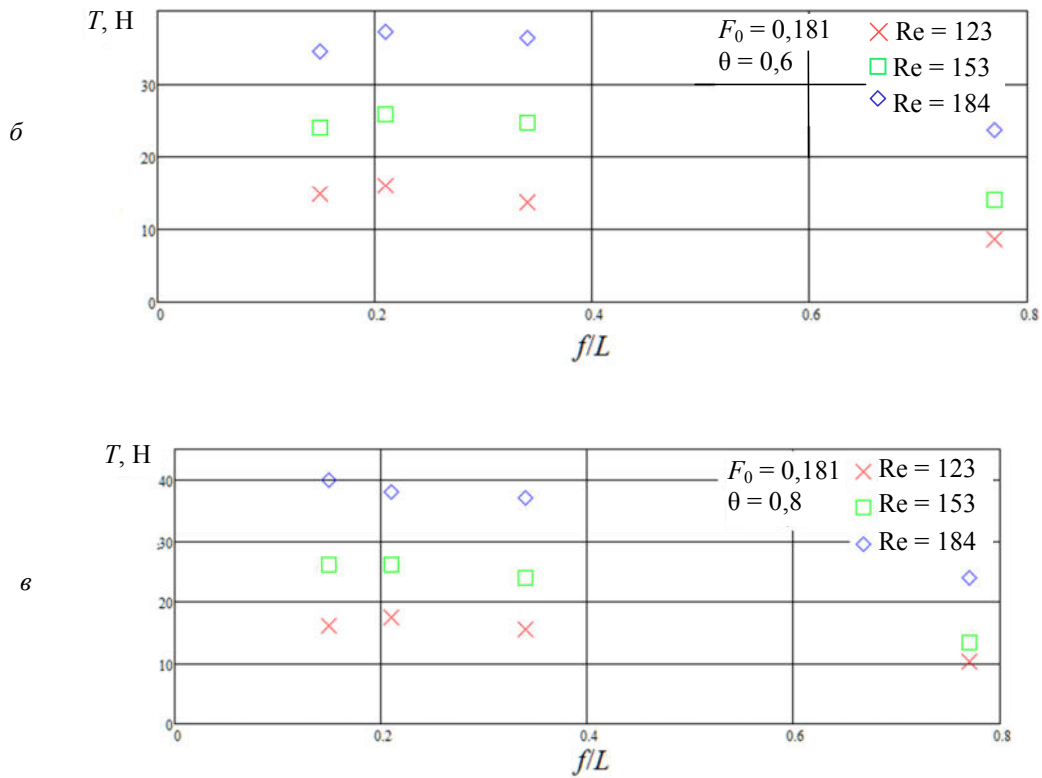 T, Н
F₀ = 0,181
θ = 0,6
Re = 123
Re = 153
Re = 184
б
30
20
10
0
0
0.2
0.4
0.6
0.8
f/L
T, Н
F₀ = 0,181
θ = 0,8
Re = 123
Re = 153
Re = 184
в
40
30
20
10
0
0
0.2
0.4
0.6
0.8
f/L